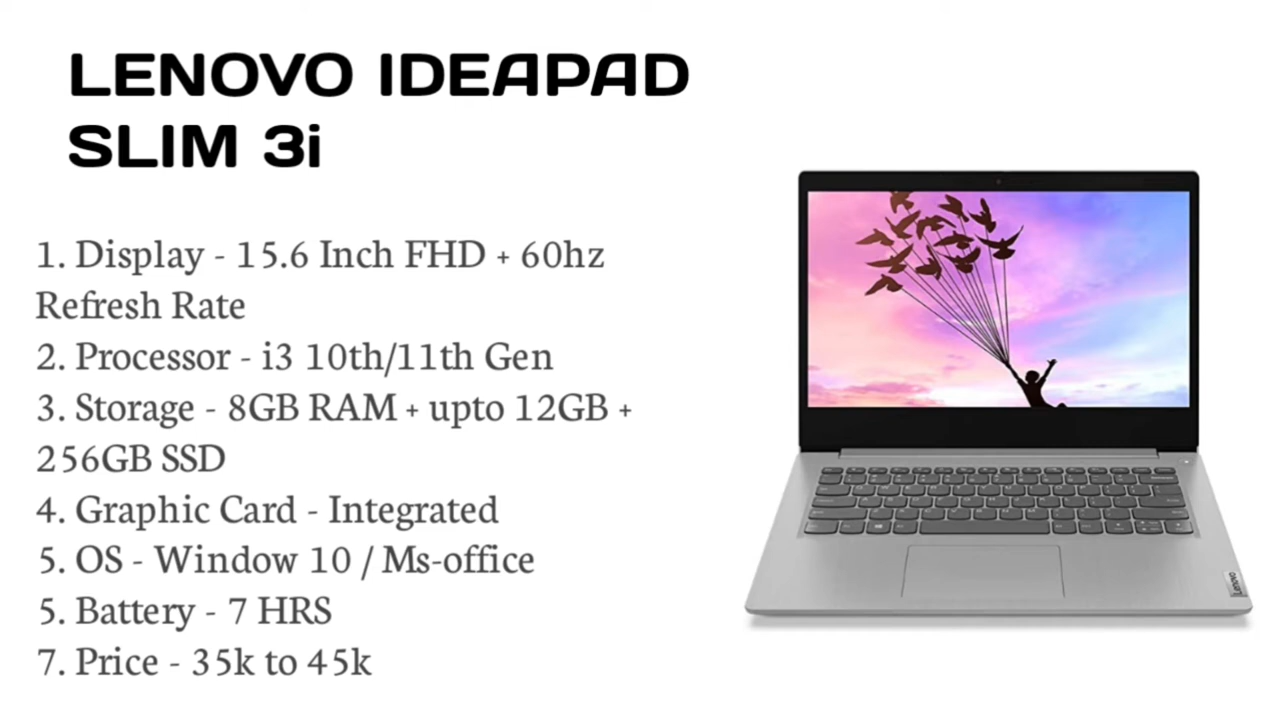 LENOVO IDEAPAD
SLIM 3i
1. Display - 15.6 Inch FHD + 60hz
Refresh Rate
2. Processor - i3 10th/11th Gen
3. Storage - 8GB RAM + upto 12GB +
256GB SSD
4. Graphic Card - Integrated
5. OS - Window 10 / Ms-office
5. Battery - 7 HRS
7. Price - 35k to 45k
Lenovo